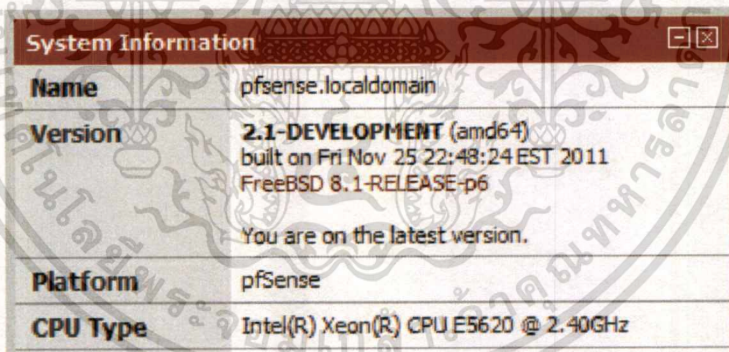 System Information
Name pfsense.localdomain
Version 2.1-DEVELOPMENT (amd64)
built on Fri Nov 25 22:48:24 EST 2011
FreeBSD 8.1-RELEASE-p6
You are on the latest version.
Platform pfSense
CPU Type Intel(R) Xeon(R) CPU E5620 @ 2.40GHz